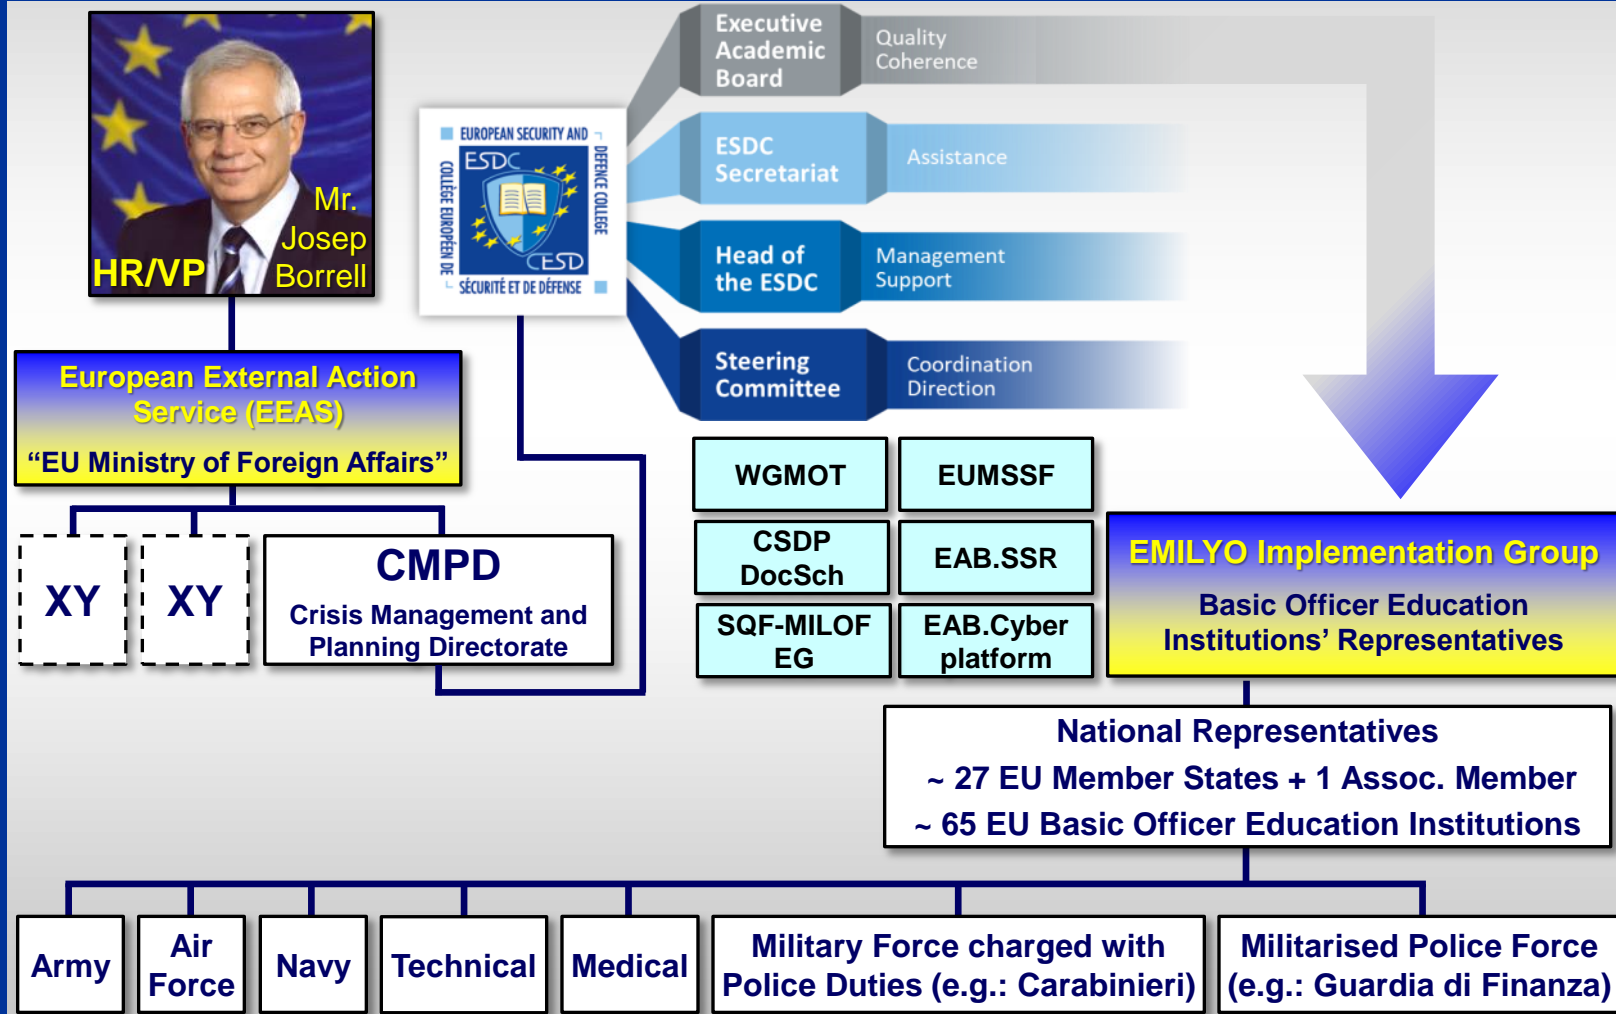 HR/VP
Mr.
Josep
Borrell
European External Action
Service (EEAS)
“EU Ministry of Foreign Affairs”
XY
XY
CMPD
Crisis Management and
Planning Directorate
EUROPEAN SECURITY AND
DEFENCE COLLEGE
COLLÈGE EUROPÉEN DE
SÉCURITÉ ET DE DÉFENSE
ESDC
CESD
Executive
Academic
Board
Quality
Coherence
ESDC
Secretariat
Assistance
Head of
the ESDC
Management
Support
Steering
Committee
Coordination
Direction
WGMOT
EUMSSF
CSDP
DocSch
EAB.SSR
SQF-MILOF
EG
EAB.Cyber
platform
EMILYO Implementation Group
Basic Officer Education
Institutions’ Representatives
National Representatives
~ 27 EU Member States + 1 Assoc. Member
~ 65 EU Basic Officer Education Institutions
Army
Air
Force
Navy
Technical
Medical
Military Force charged with
Police Duties (e.g.: Carabinieri)
Militarised Police Force
(e.g.: Guardia di Finanza)